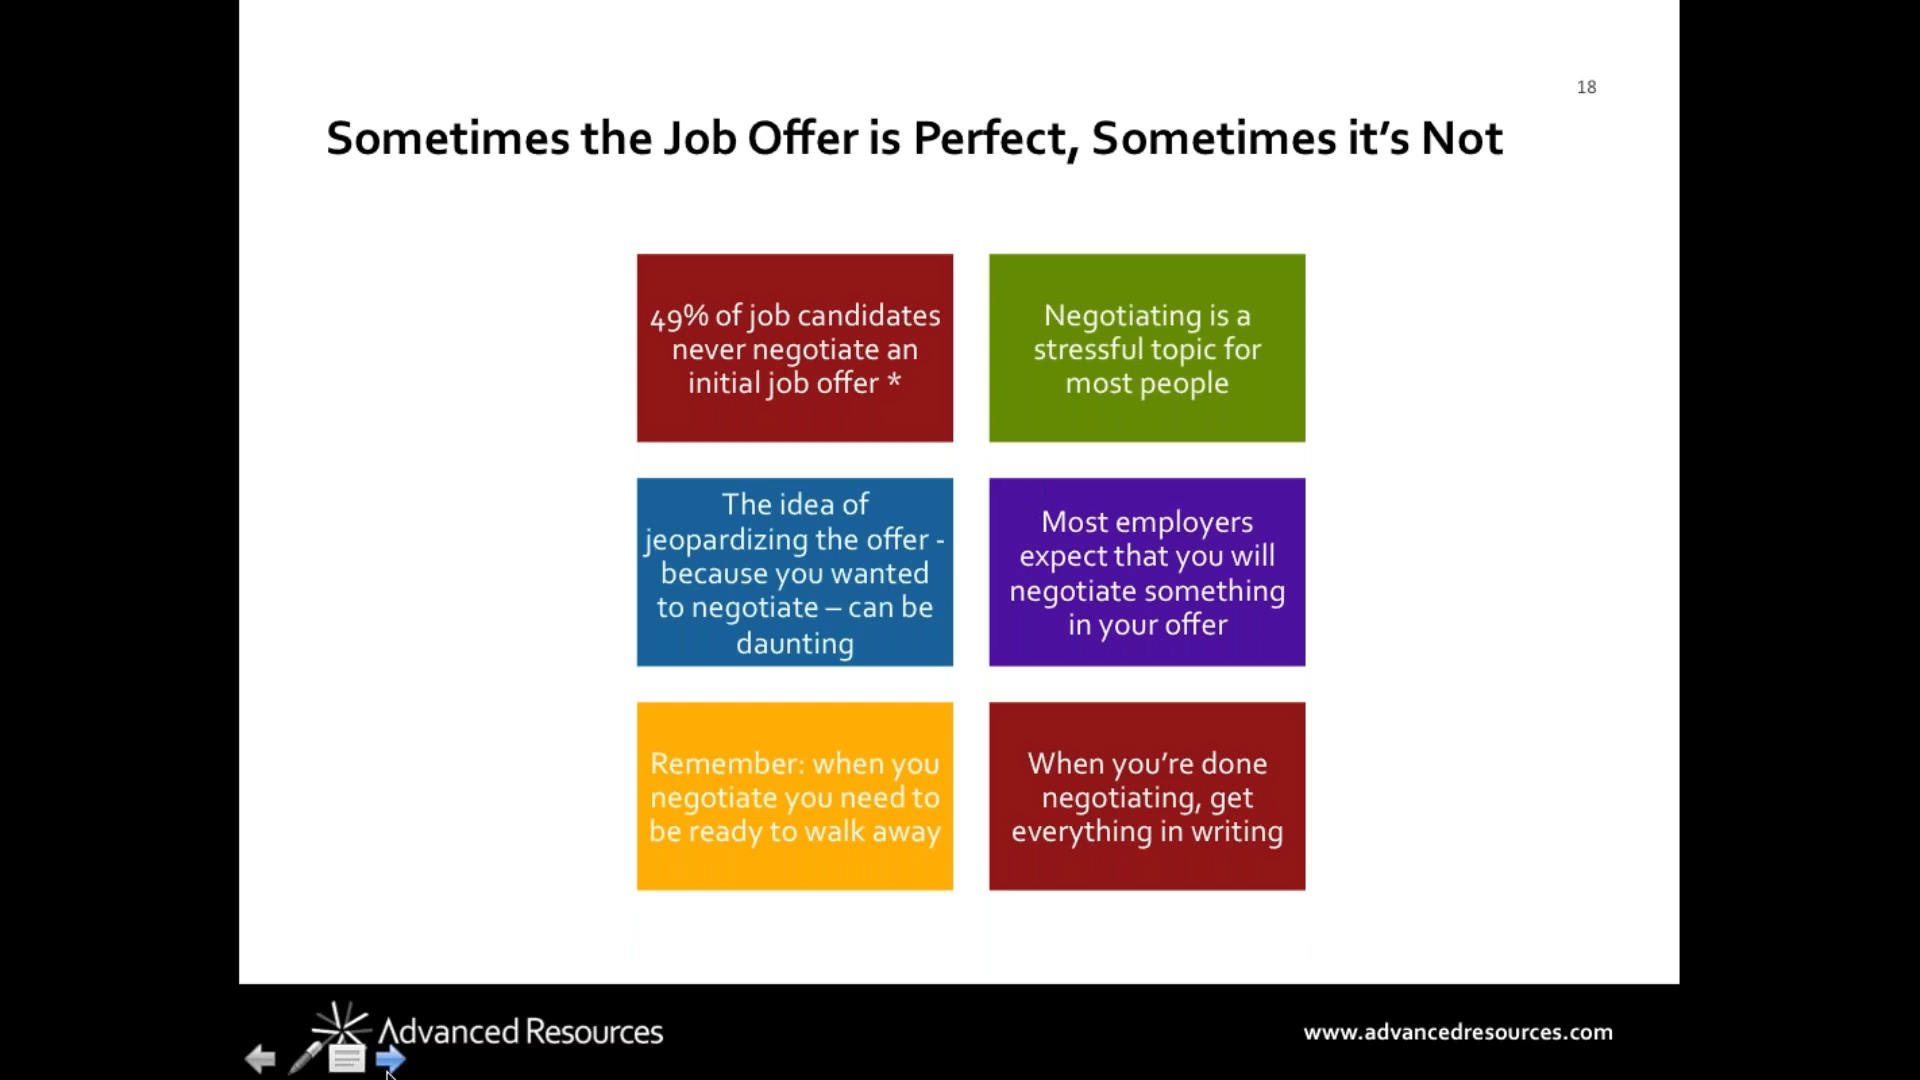 18
Sometimes the Job Offer is Perfect, Sometimes it’s Not
49% of job candidates
never negotiate an
initial job offer *
Negotiating is a
stressful topic for
most people
The idea of
jeopardizing the offer -
because you wanted
to negotiate – can be
daunting
Most employers
expect that you will
negotiate something
in your offer
Remember: when you
negotiate you need to
be ready to walk away
When you’re done
negotiating, get
everything in writing
Advanced Resources
www.advancedresources.com